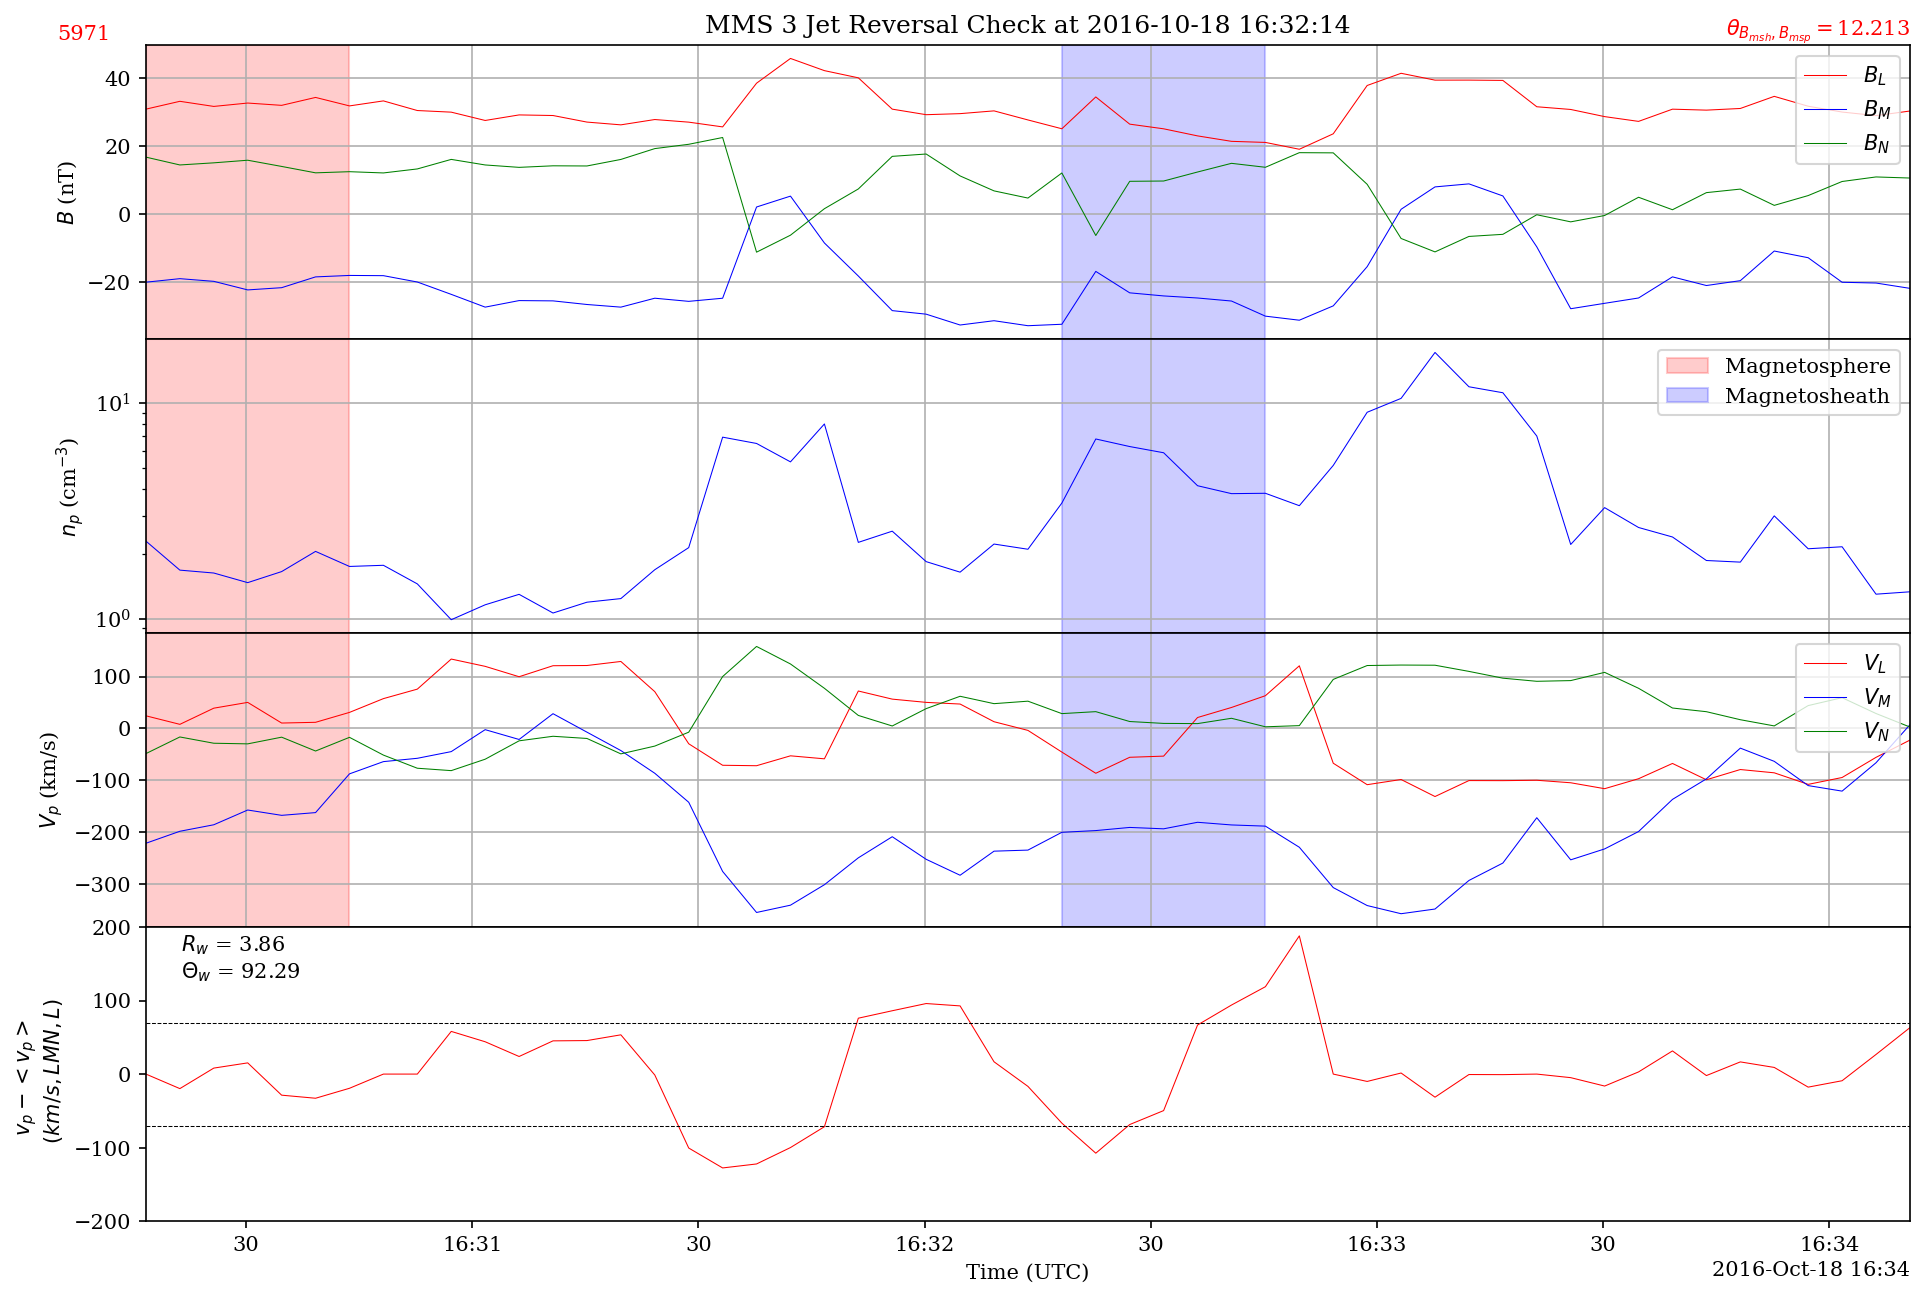 MMS 3 Jet Reversal Check at 2016-10-18 16:32:14
5971
θ_{B_{msh}, B_{msp}} = 12.213
40
20
0
−20
B (nT)
B_L
B_M
B_N
10¹
10⁰
n_p (cm⁻³)
Magnetosphere
Magnetosheath
100
0
−100
−200
−300
V_p (km/s)
V_L
V_M
V_N
200
100
0
−100
−200
v_p − < v_p >
(km/s, LMN, L)
R_w = 3.86
Θ_w = 92.29
30
16:31
30
16:32
30
16:33
30
16:34
Time (UTC)
2016-Oct-18 16:34